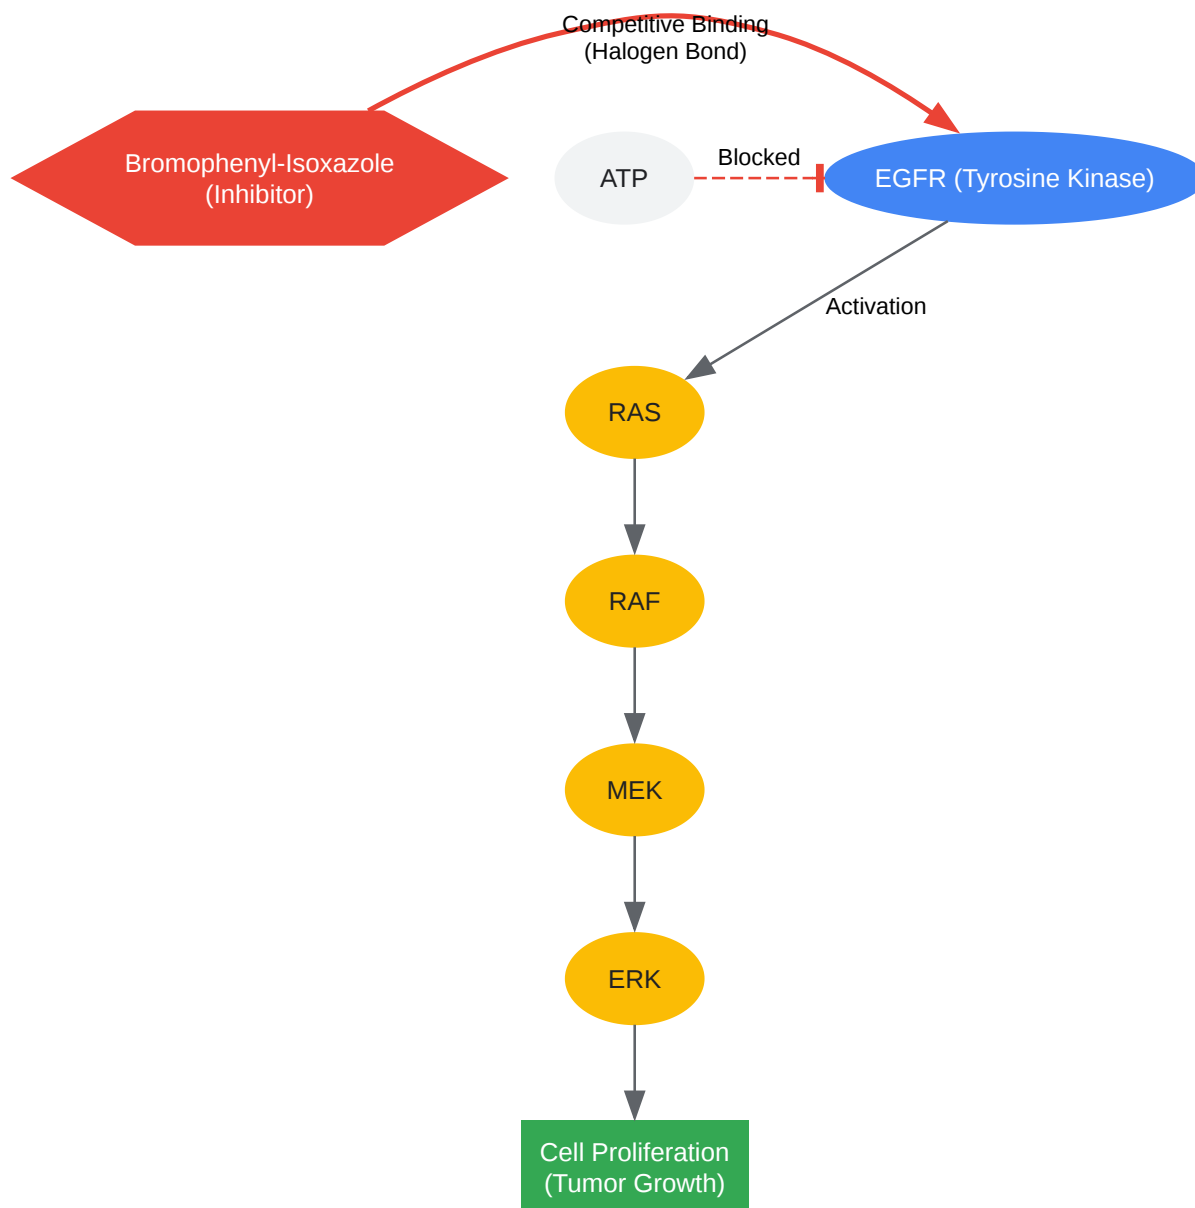 Competitive Binding
(Halogen Bond)
Bromophenyl-Isoxazole
(Inhibitor)
ATP
Blocked
EGFR (Tyrosine Kinase)
Activation
RAS
RAF
MEK
ERK
Cell Proliferation
(Tumor Growth)